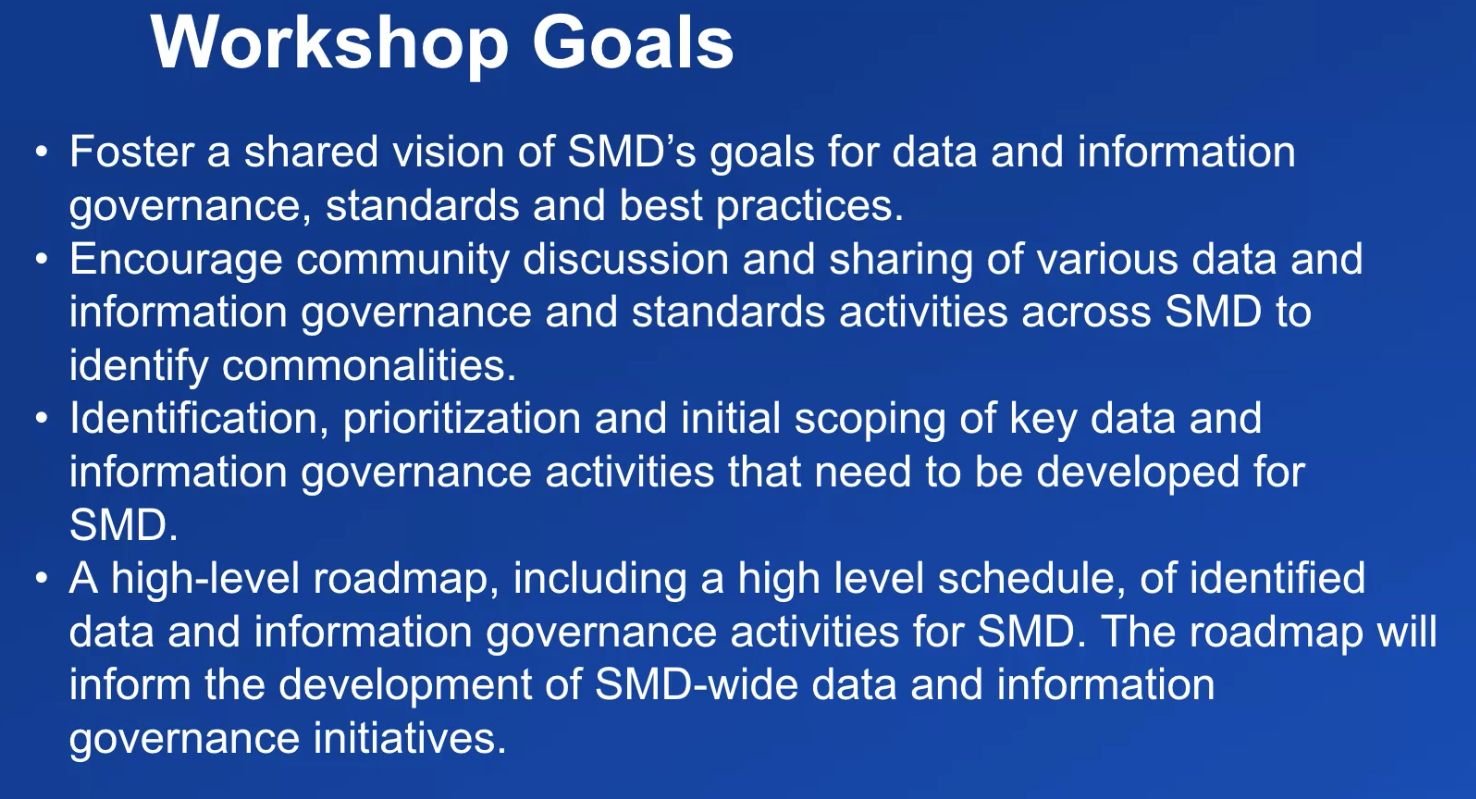 Workshop Goals
• Foster a shared vision of SMD’s goals for data and information
governance, standards and best practices.
• Encourage community discussion and sharing of various data and
information governance and standards activities across SMD to
identify commonalities.
• Identification, prioritization and initial scoping of key data and
information governance activities that need to be developed for
SMD.
• A high-level roadmap, including a high level schedule, of identified
data and information governance activities for SMD. The roadmap will
inform the development of SMD-wide data and information
governance initiatives.